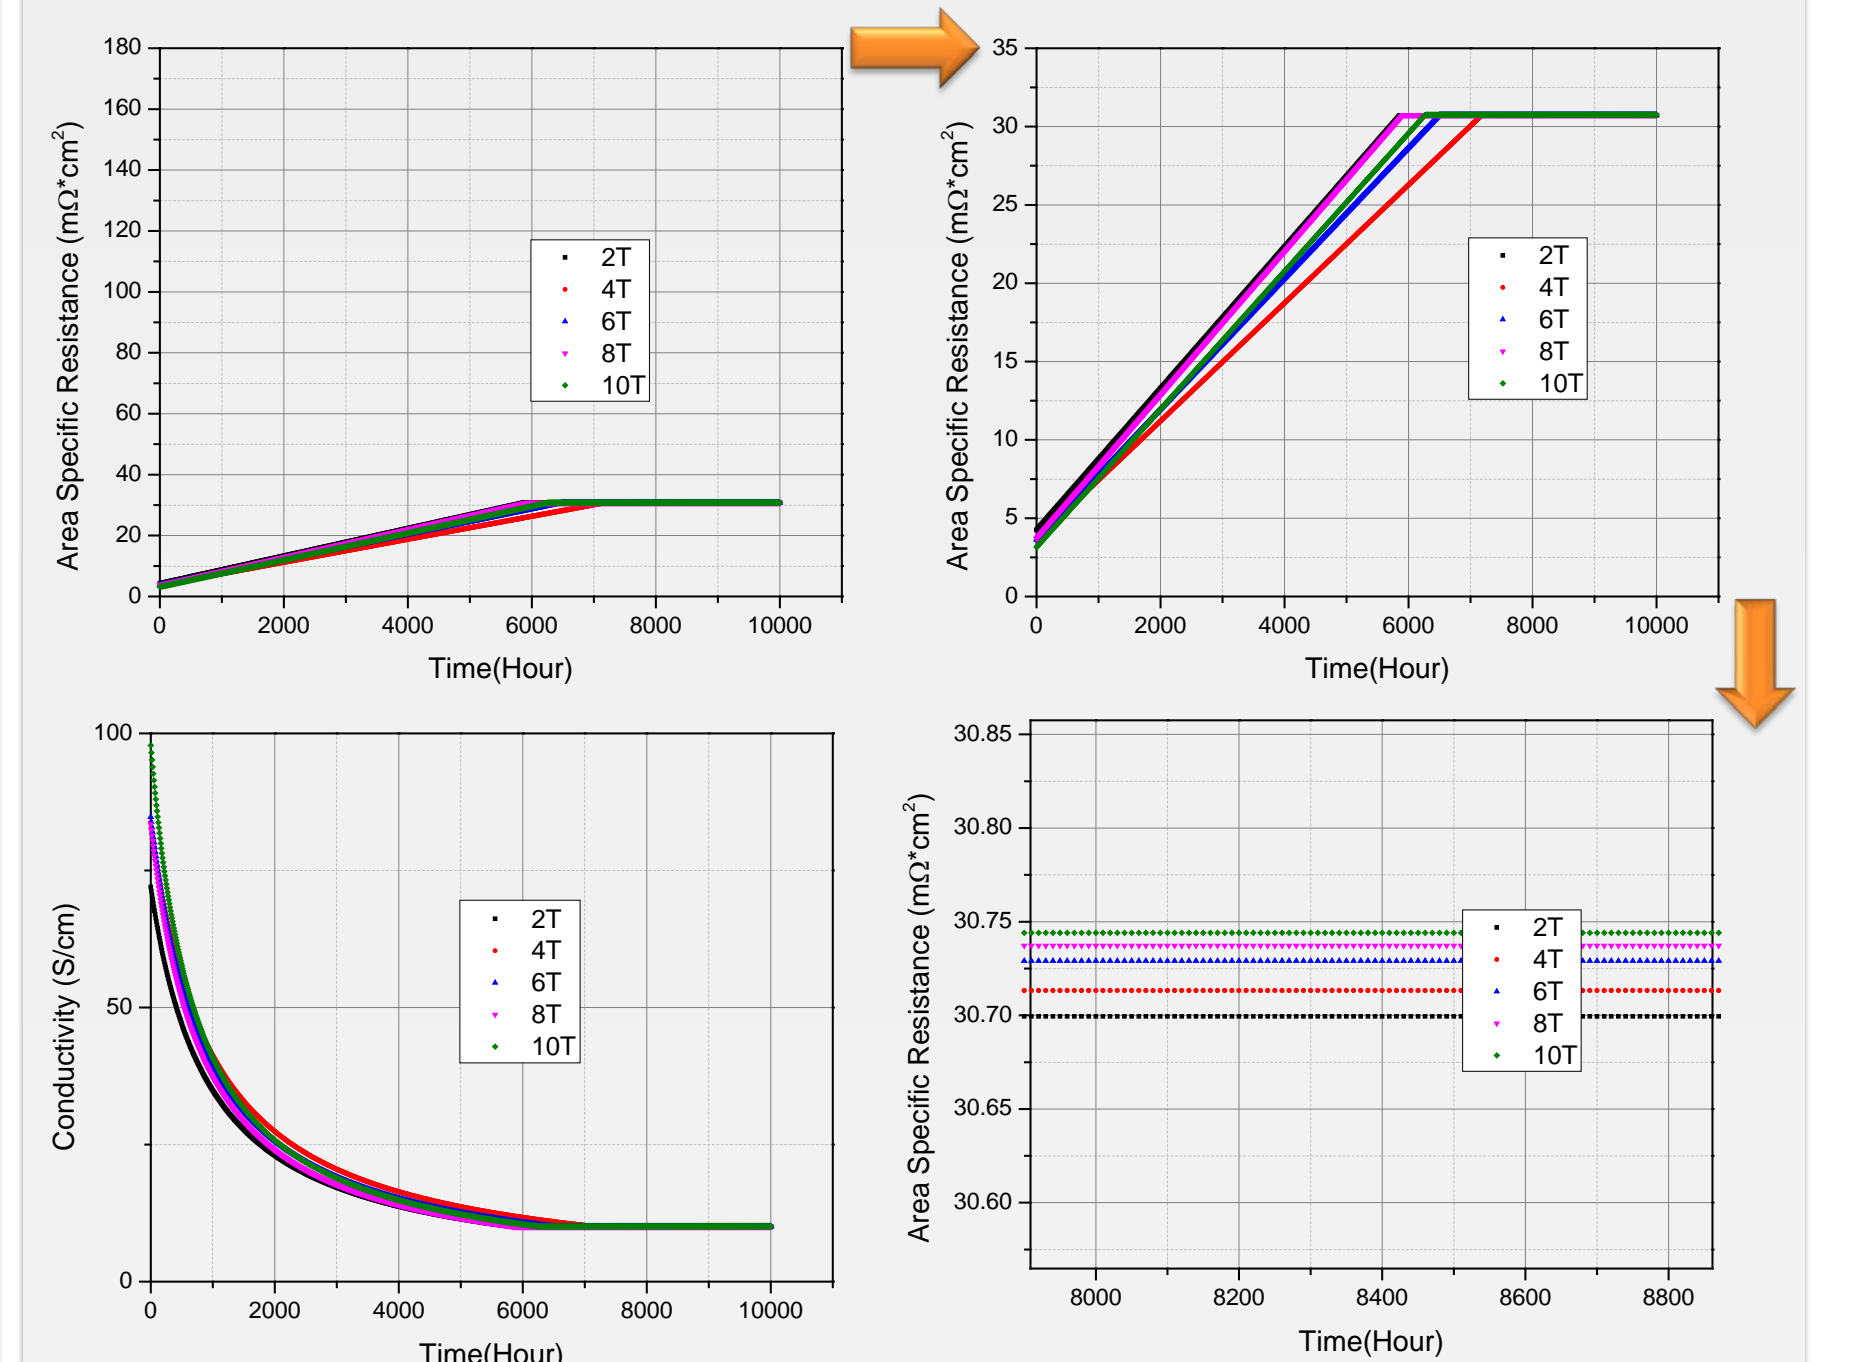 180
160
140
120
100
80
60
40
20
0
Area Specific Resistance (mΩ*cm²)
2T
4T
6T
8T
10T
0 2000 4000 6000 8000 10000
Time(Hour)
35
30
25
20
15
10
5
0
Area Specific Resistance (mΩ*cm²)
2T
4T
6T
8T
10T
0 2000 4000 6000 8000 10000
Time(Hour)
100
50
0
Conductivity (S/cm)
2T
4T
6T
8T
10T
0 2000 4000 6000 8000 10000
Time(Hour)
30.85
30.80
30.75
30.70
30.65
30.60
Area Specific Resistance (mΩ*cm²)
2T
4T
6T
8T
10T
8000 8200 8400 8600 8800
Time(Hour)